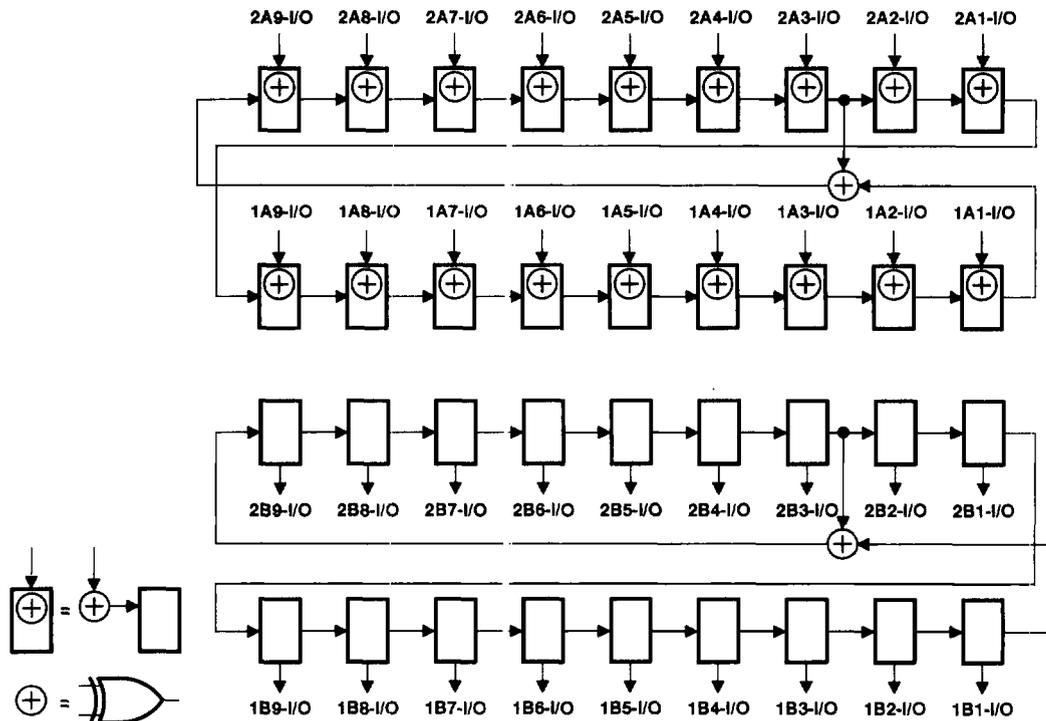 2A9-I/O 2A8-I/O 2A7-I/O 2A6-I/O 2A5-I/O 2A4-I/O 2A3-I/O 2A2-I/O 2A1-I/O
1A9-I/O 1A8-I/O 1A7-I/O 1A6-I/O 1A5-I/O 1A4-I/O 1A3-I/O 1A2-I/O 1A1-I/O
2B9-I/O 2B8-I/O 2B7-I/O 2B6-I/O 2B5-I/O 2B4-I/O 2B3-I/O 2B2-I/O 2B1-I/O
=
=
1B9-I/O 1B8-I/O 1B7-I/O 1B6-I/O 1B5-I/O 1B4-I/O 1B3-I/O 1B2-I/O 1B1-I/O